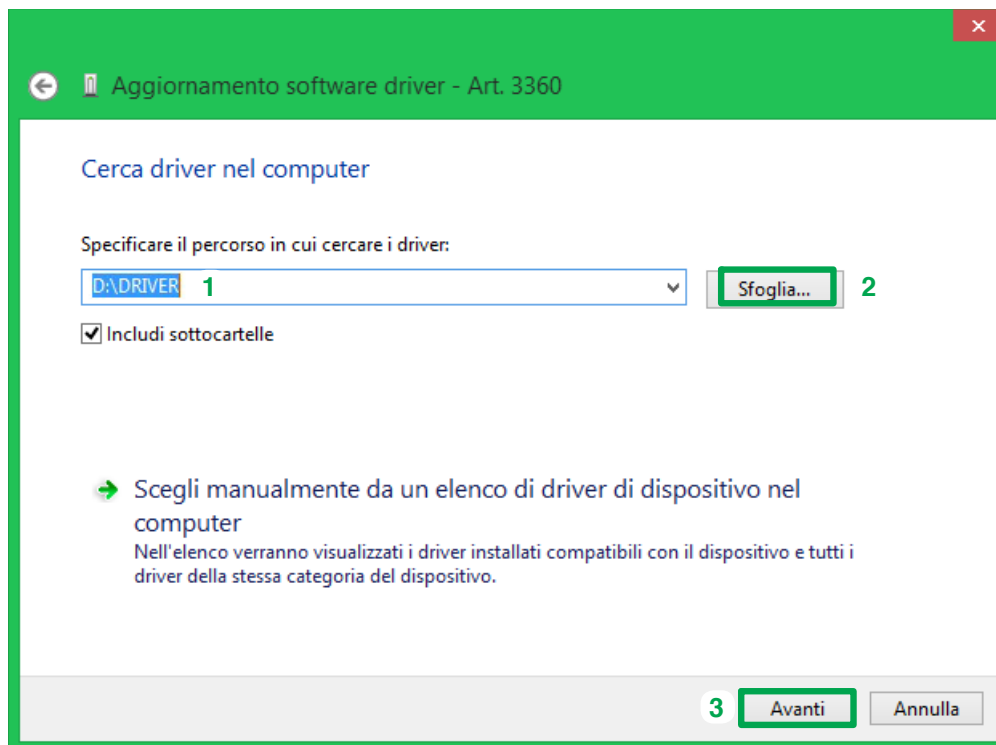 Aggiornamento software driver - Art. 3360
Cerca driver nel computer
Specificare il percorso in cui cercare i driver:
D:\DRIVER 1
Sfoglia... 2
Includi sottocartelle
Scegli manualmente da un elenco di driver di dispositivo nel
computer
Nell'elenco verranno visualizzati i driver installati compatibili con il dispositivo e tutti i
driver della stessa categoria del dispositivo.
3 Avanti Annulla